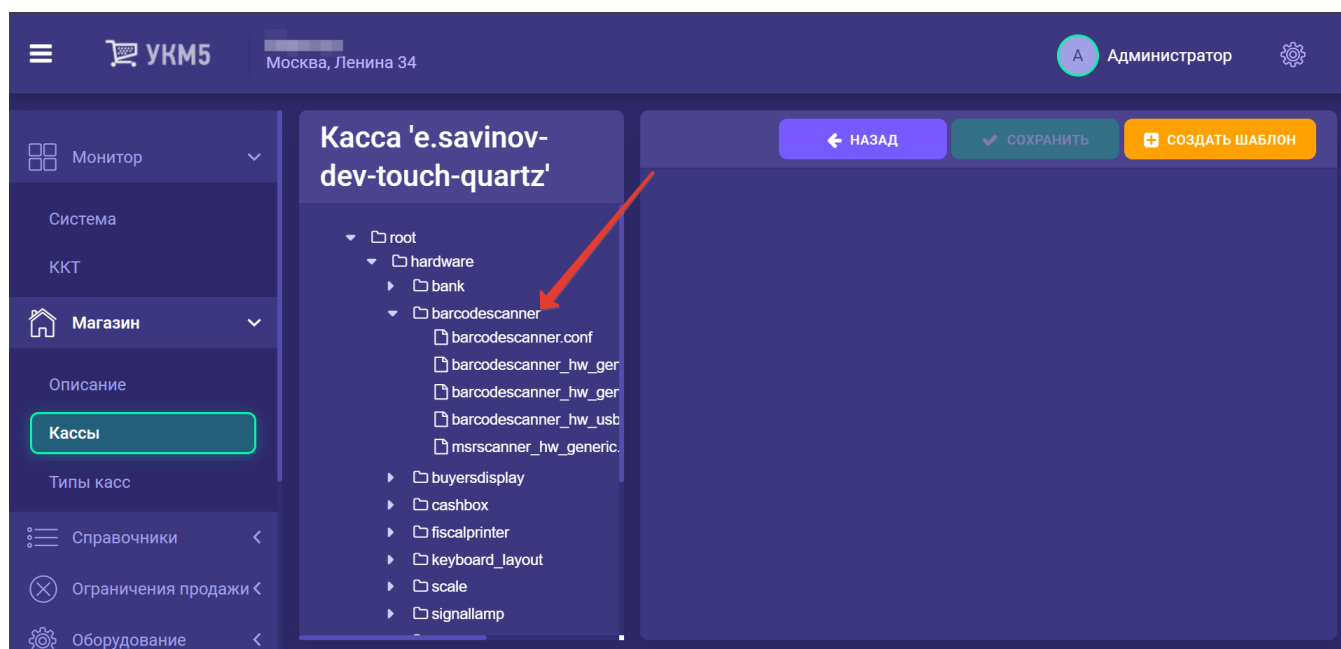 УКМ5
Москва, Ленина 34
А Администратор
Монитор
Система
ККТ
Магазин
Описание
Кассы
Типы касс
Справочники
Ограничения продажи
Оборудование
Касса 'e.savinov-
dev-touch-quartz'
root
hardware
bank
barcodescanner
barcodescanner.conf
barcodescanner_hw_ger
barcodescanner_hw_ger
barcodescanner_hw_usb
msrscanner_hw_generic.
buyersdisplay
cashbox
fiscalprinter
keyboard_layout
scale
signallamp
НАЗАД
СОХРАНИТЬ
СОЗДАТЬ ШАБЛОН